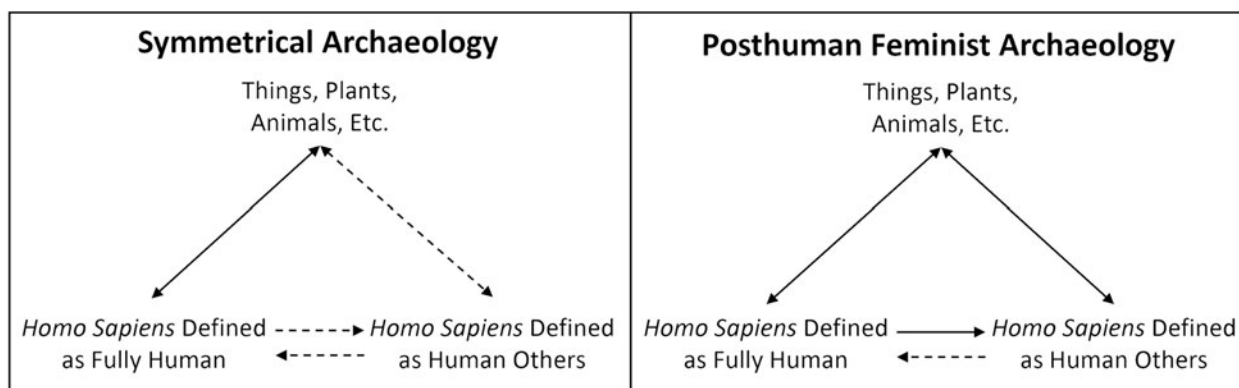 Symmetrical Archaeology
Things, Plants,
Animals, Etc.
Homo Sapiens Defined
as Fully Human
Homo Sapiens Defined
as Human Others
Posthuman Feminist Archaeology
Things, Plants,
Animals, Etc.
Homo Sapiens Defined
as Fully Human
Homo Sapiens Defined
as Human Others